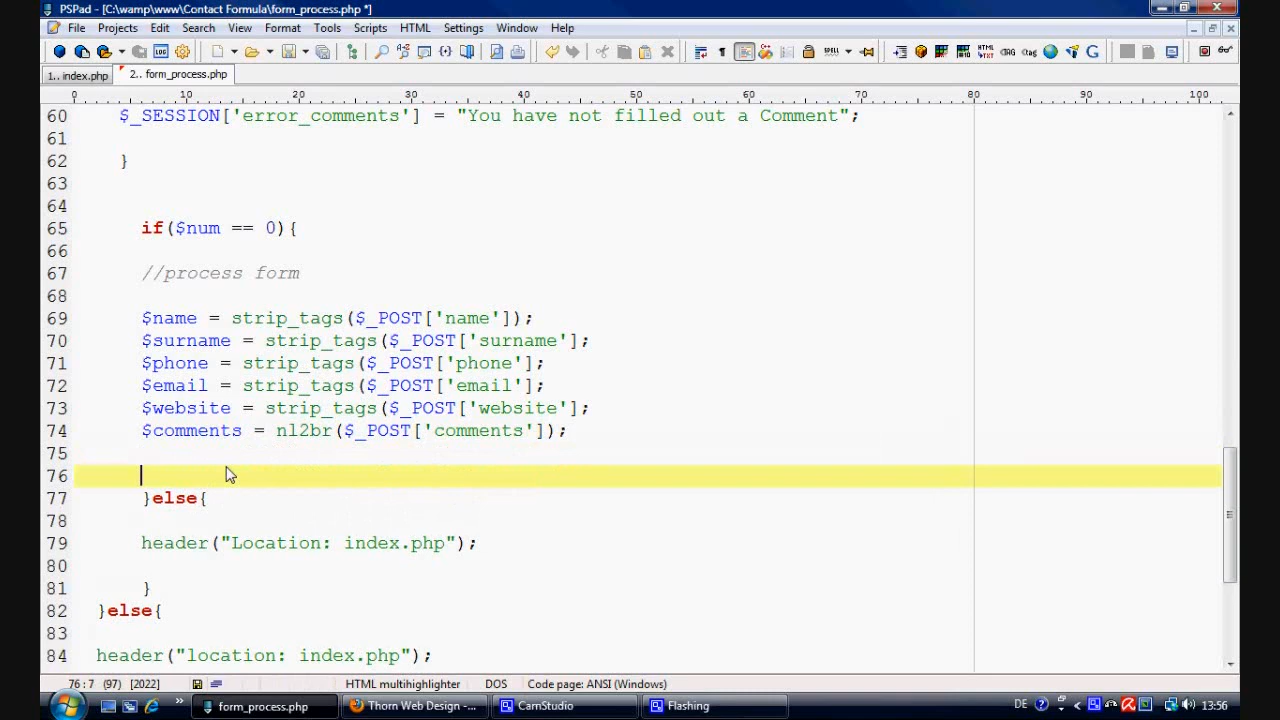 PSPad - [C:\wamp\www\Contact Formula\form_process.php *]
File Projects Edit Search View Format Tools Scripts HTML Settings Window Help
1.. index.php 2.. form_process.php
0 10 20 30 40 50 60 70 80 90 100
60 $_SESSION['error_comments'] = "You have not filled out a Comment";
61
62 }
63
64
65 if($num == 0){
66
67 //process form
68
69 $name = strip_tags($_POST['name']);
70 $surname = strip_tags($_POST['surname'];
71 $phone = strip_tags($_POST['phone'];
72 $email = strip_tags($_POST['email'];
73 $website = strip_tags($_POST['website'];
74 $comments = nl2br($_POST['comments']);
75
76
77 }else{
78
79 header("Location: index.php");
80
81 }
82 }else{
83
84 header("location: index.php");
76 : 7 (97) [2022] HTML multihighlighter DOS Code page: ANSI (Windows)
form_process.php Thorn Web Design -... CamStudio Flashing DE 13:56